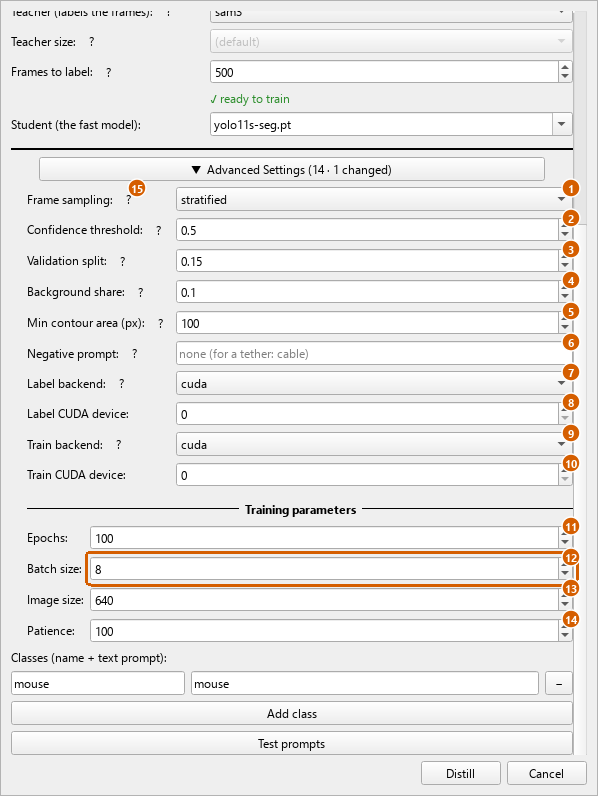 Teacher (labels the frames): ? sam3
Teacher size: ? (default)
Frames to label: ? 500
✓ ready to train
Student (the fast model): yolo11s-seg.pt
▼ Advanced Settings (14 · 1 changed)
15
Frame sampling: ? stratified 1
Confidence threshold: ? 0.5 2
Validation split: ? 0.15 3
Background share: ? 0.1 4
Min contour area (px): ? 100 5
Negative prompt: ? none (for a tether: cable) 6
Label backend: ? cuda 7
Label CUDA device: 0 8
Train backend: ? cuda 9
Train CUDA device: 0 10
Training parameters
Epochs: 100 11
Batch size: 8 12
Image size: 640 13
Patience: 100 14
Classes (name + text prompt):
mouse mouse −
Add class
Test prompts
Distill Cancel